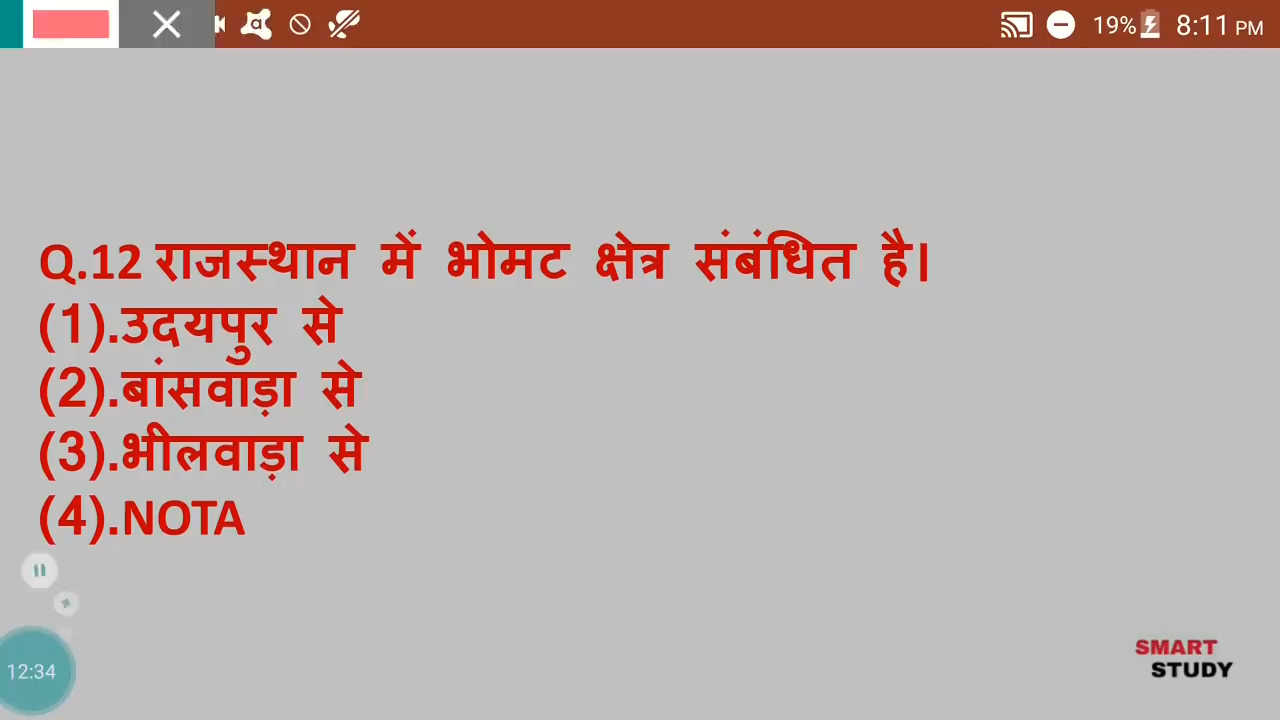 19% 8:11 PM
Q.12 राजस्थान में भोमट क्षेत्र संबंधित है।
(1).उदयपुर से
(2).बांसवाड़ा से
(3).भीलवाड़ा से
(4).NOTA
12:34
SMART
STUDY